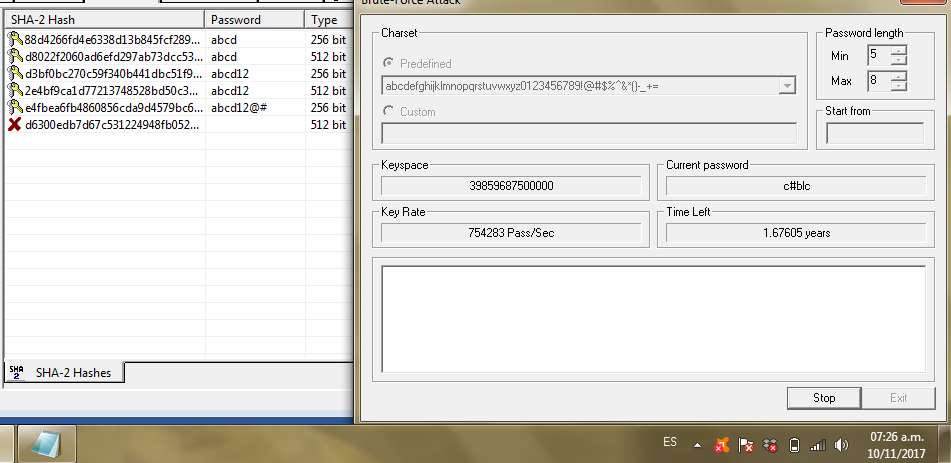 SHA-2 Hash Password Type
88d4266fd4e6338d13b845fcf289... abcd 256 bit
d8022f2060ad6efd297ab73dcc53... abcd 512 bit
d3bf0bc270c59f340b441dbc51f9... abcd12 256 bit
2e4bf9ca1d77213748528bd50c3... abcd12 512 bit
e4fbea6fb4860856cda9d4579bc6... abcd12@# 256 bit
d6300edb7d67c531224948fb052... 512 bit
SHA
2
SHA-2 Hashes
Brute-Force Attack
Charset
Predefined
abcdefghijklmnopqrstuvwxyz0123456789!@#$%^&*()-_+=
Custom
Password length
Min 5
Max 8
Start from
Keyspace
39859687500000
Current password
c#blc
Key Rate
754283 Pass/Sec
Time Left
1.67605 years
Stop
Exit
ES
07:26 a.m.
10/11/2017